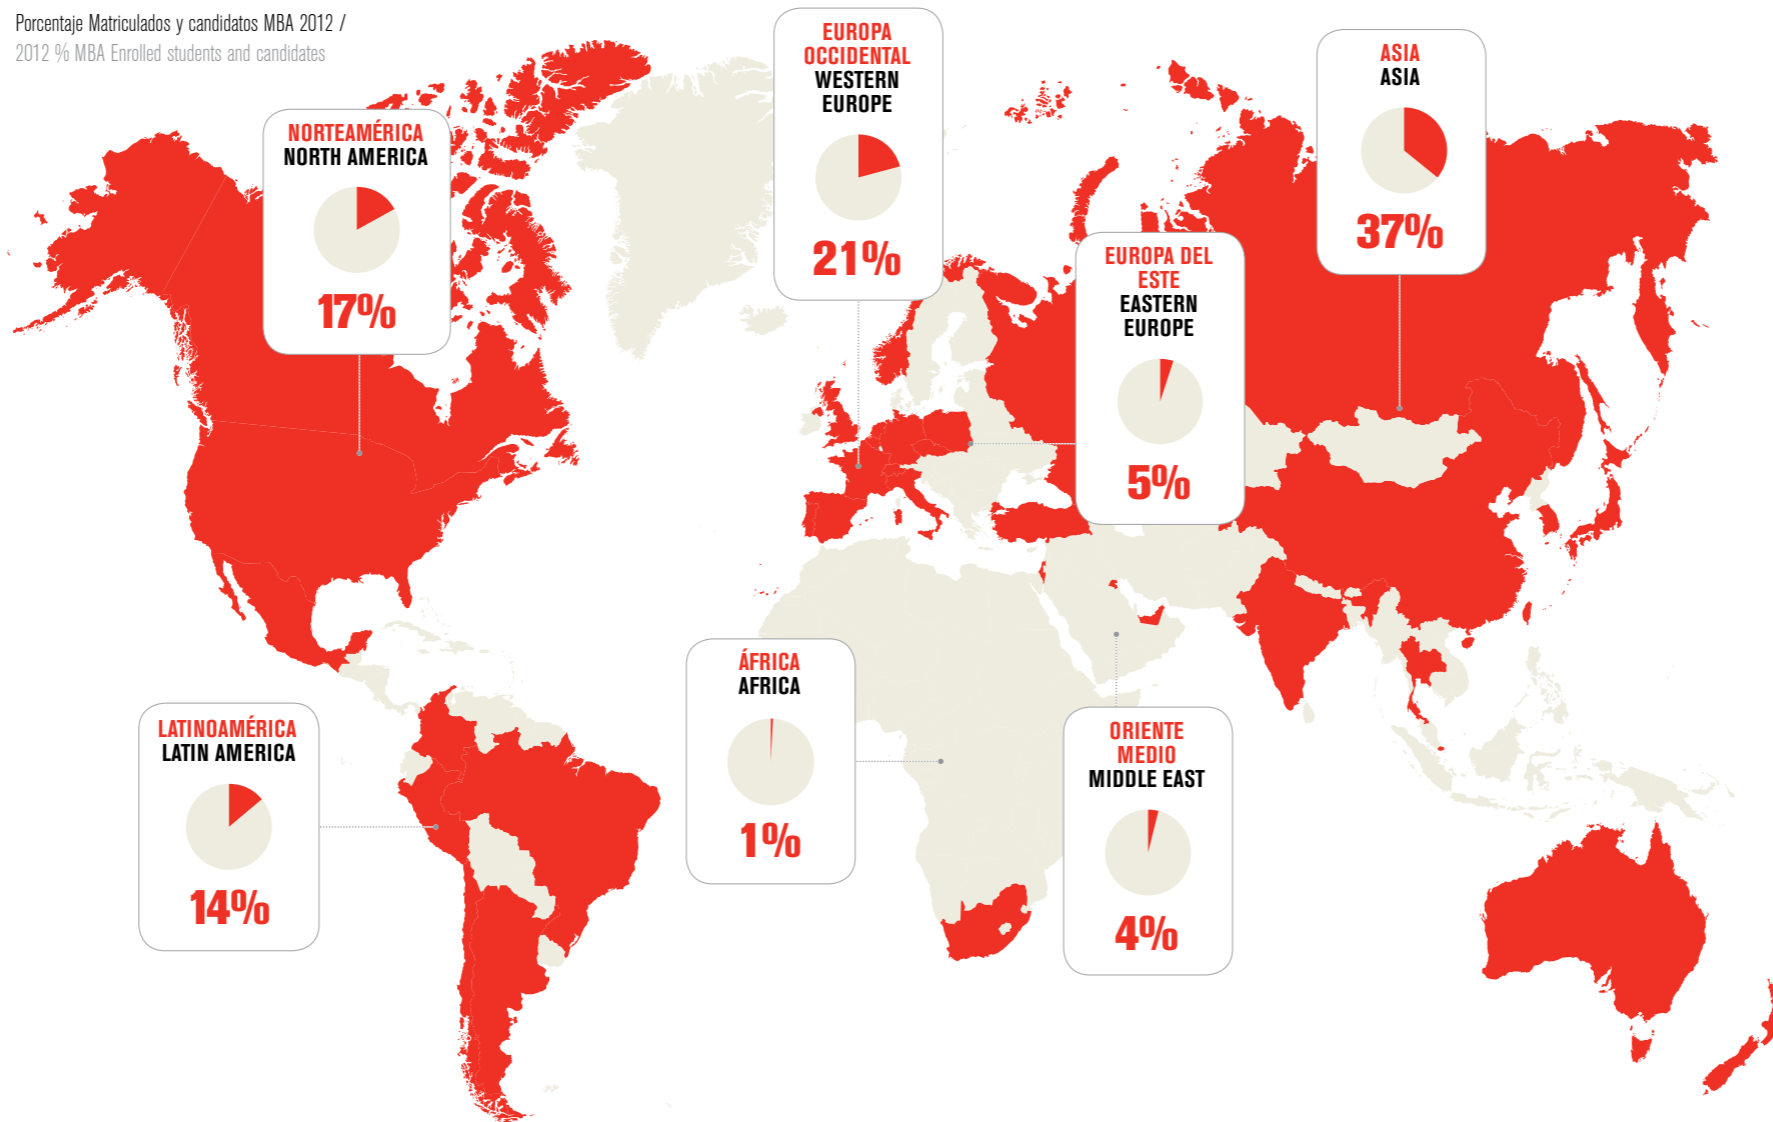 Porcentaje Matriculados y candidatos MBA 2012 /
2012 % MBA Enrolled students and candidates
NORTEAMÉRICA
NORTH AMERICA
17%
EUROPA
OCCIDENTAL
WESTERN
EUROPE
21%
ASIA
ASIA
37%
EUROPA DEL
ESTE
EASTERN
EUROPE
5%
LATINOAMÉRICA
LATIN AMERICA
14%
ÁFRICA
AFRICA
1%
ORIENTE
MEDIO
MIDDLE EAST
4%